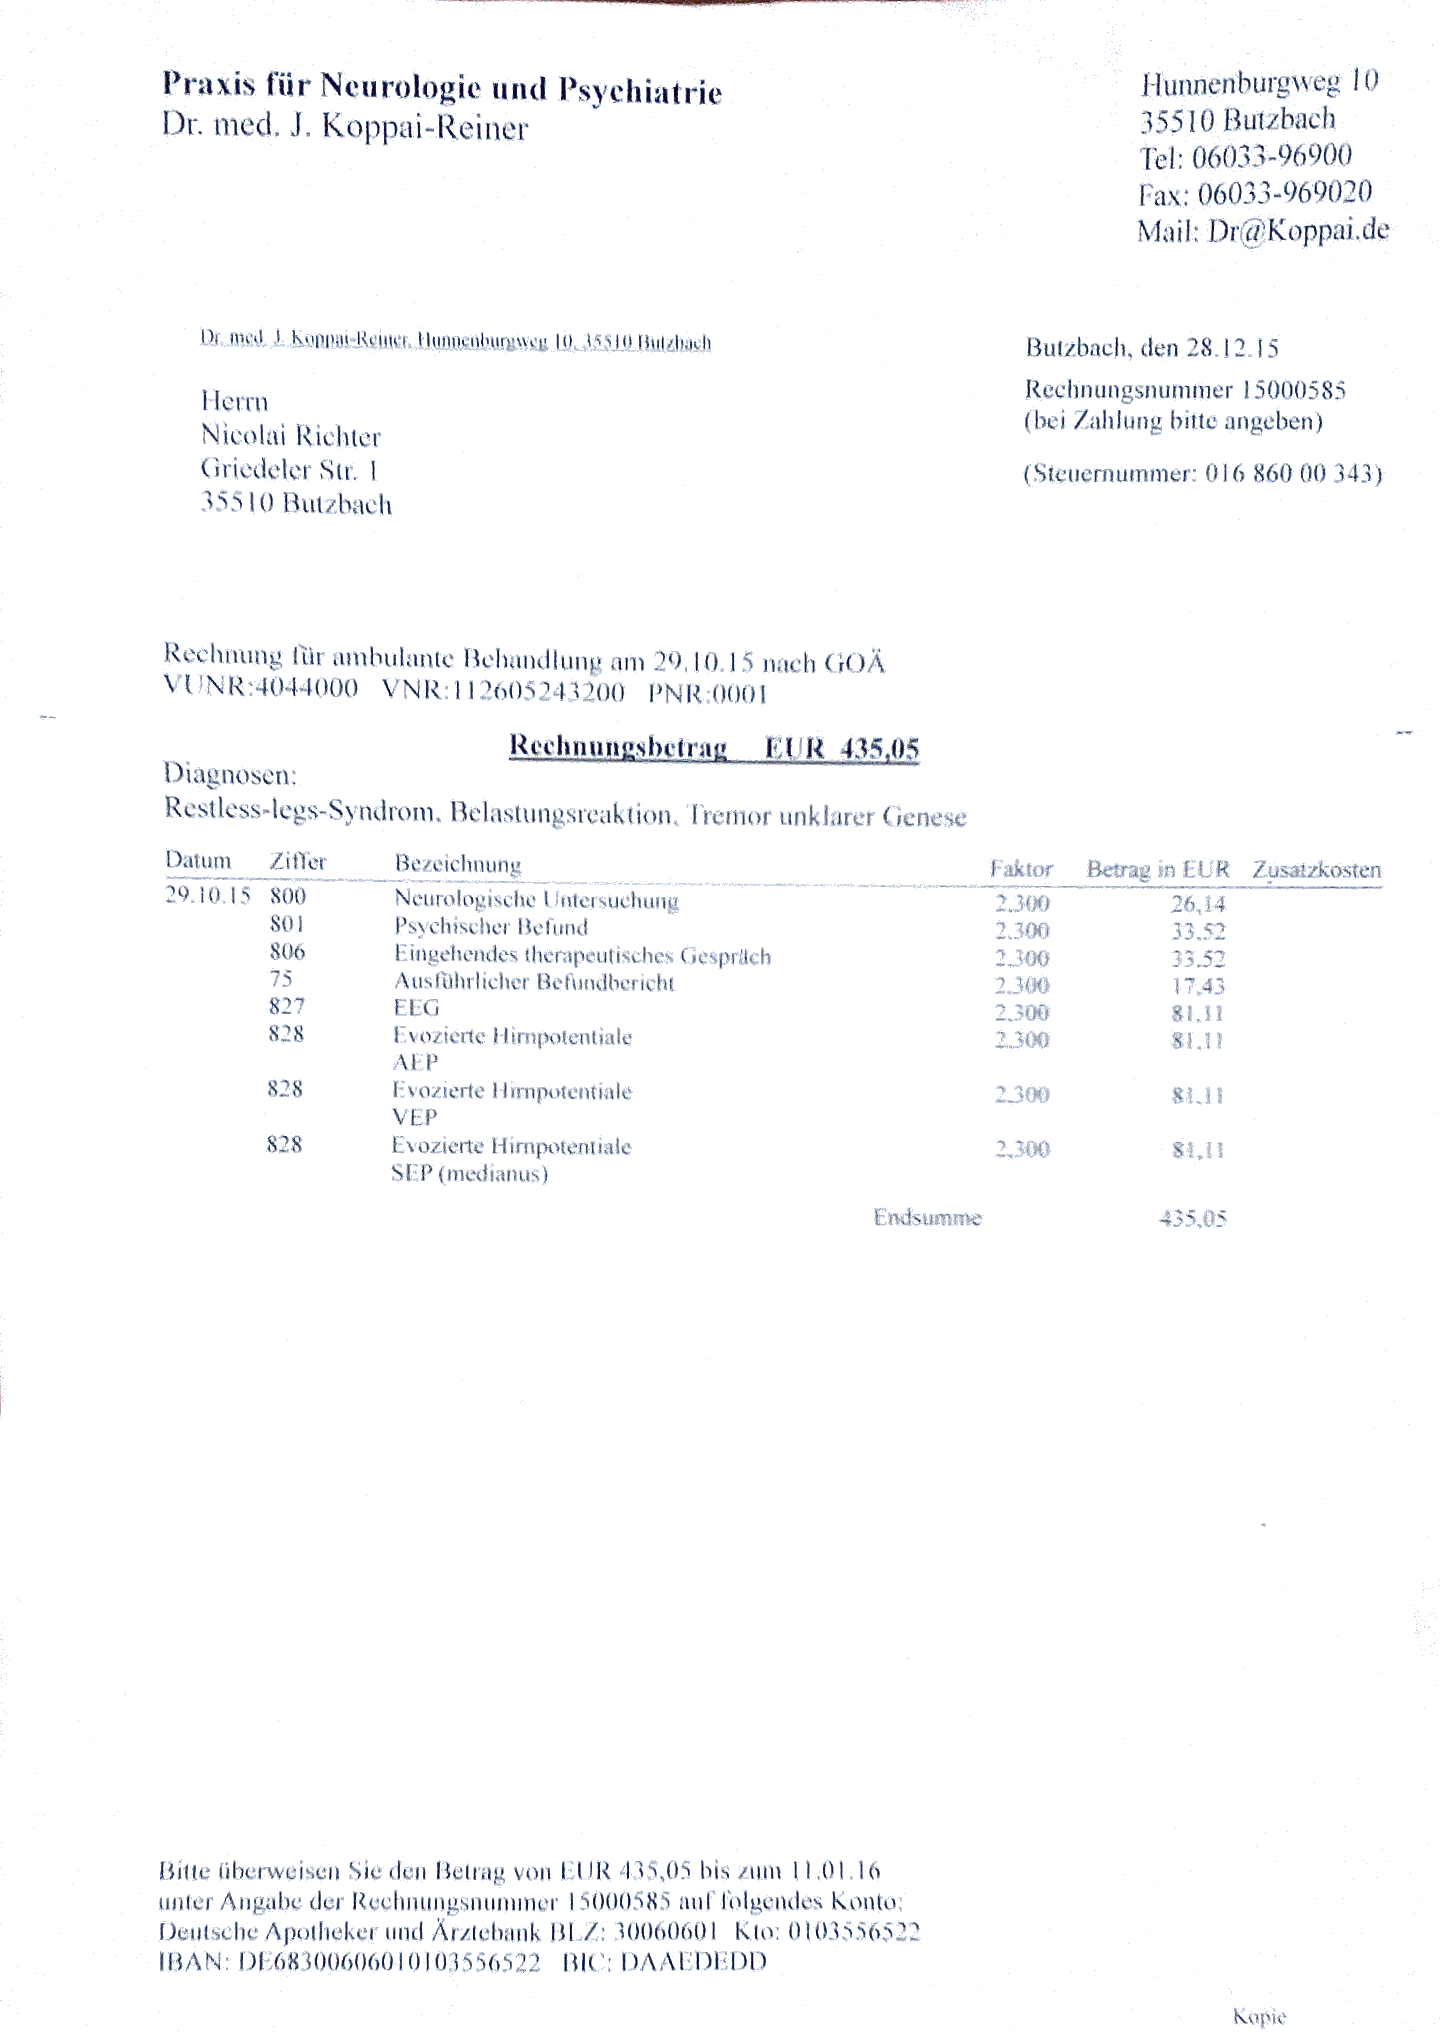 Praxis für Neurologie und Psychiatrie
Dr. med. J. Koppai-Reiner
Hunnenburgweg 10
35510 Butzbach
Tel: 06033-96900
Fax: 06033-969020
Mail: Dr@Koppai.de
Dr. med. J. Koppai-Reiner, Hunnenburgweg 10, 35510 Butzbach
Herrn
Nicolai Richter
Griedeler Str. 1
35510 Butzbach
Butzbach, den 28.12.15
Rechnungsnummer 15000585
(bei Zahlung bitte angeben)
(Steuernummer: 016 860 00 343)
Rechnung für ambulante Behandlung am 29.10.15 nach GOÄ
VUNR:4044000 VNR:112605243200 PNR:0001
Rechnungsbetrag EUR 435,05
Diagnosen:
Restless-legs-Syndrom, Belastungsreaktion, Tremor unklarer Genese
Datum Ziffer Bezeichnung Faktor Betrag in EUR Zusatzkosten
29.10.15 800 Neurologische Untersuchung 2,300 26,14
801 Psychischer Befund 2,300 33,52
806 Eingehendes therapeutisches Gespräch 2,300 33,52
75 Ausführlicher Befundbericht 2,300 17,43
827 EEG 2,300 81,11
828 Evozierte Hirnpotentiale 2,300 81,11
AEP
828 Evozierte Hirnpotentiale 2,300 81,11
VEP
828 Evozierte Hirnpotentiale 2,300 81,11
SEP (medianus)
Endsumme 435,05
Bitte überweisen Sie den Betrag von EUR 435,05 bis zum 11.01.16
unter Angabe der Rechnungsnummer 15000585 auf folgendes Konto:
Deutsche Apotheker und Ärztebank BLZ: 30060601 Kto: 0103556522
IBAN: DE68300606010103556522 BIC: DAAEDEDD
Kopie